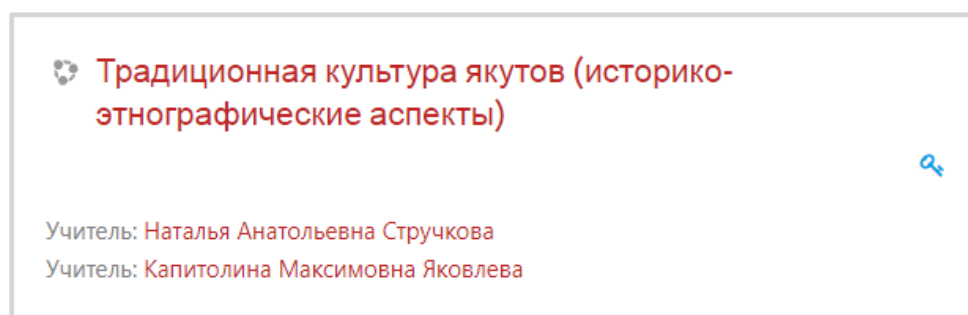 Традиционная культура якутов (историко-
этнографические аспекты)
Учитель: Наталья Анатольевна Стручкова
Учитель: Капитолина Максимовна Яковлева